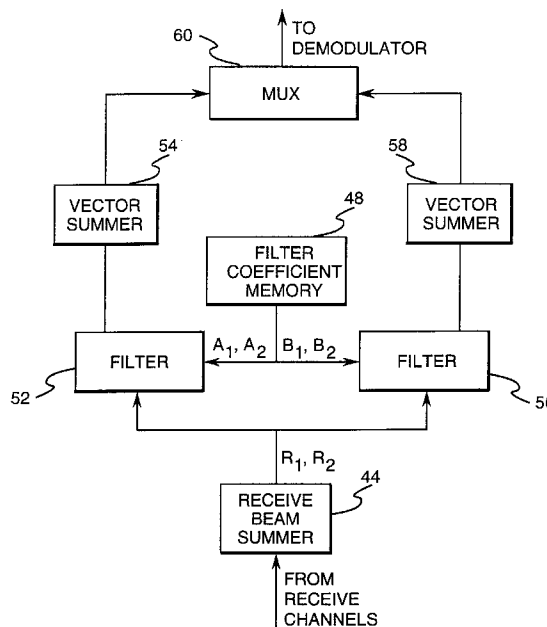 TO
DEMODULATOR
60
MUX
54
58
VECTOR
SUMMER
VECTOR
SUMMER
48
FILTER
COEFFICIENT
MEMORY
FILTER
A₁, A₂
B₁, B₂
FILTER
52
R₁, R₂
44
RECEIVE
BEAM
SUMMER
FROM
RECEIVE
CHANNELS